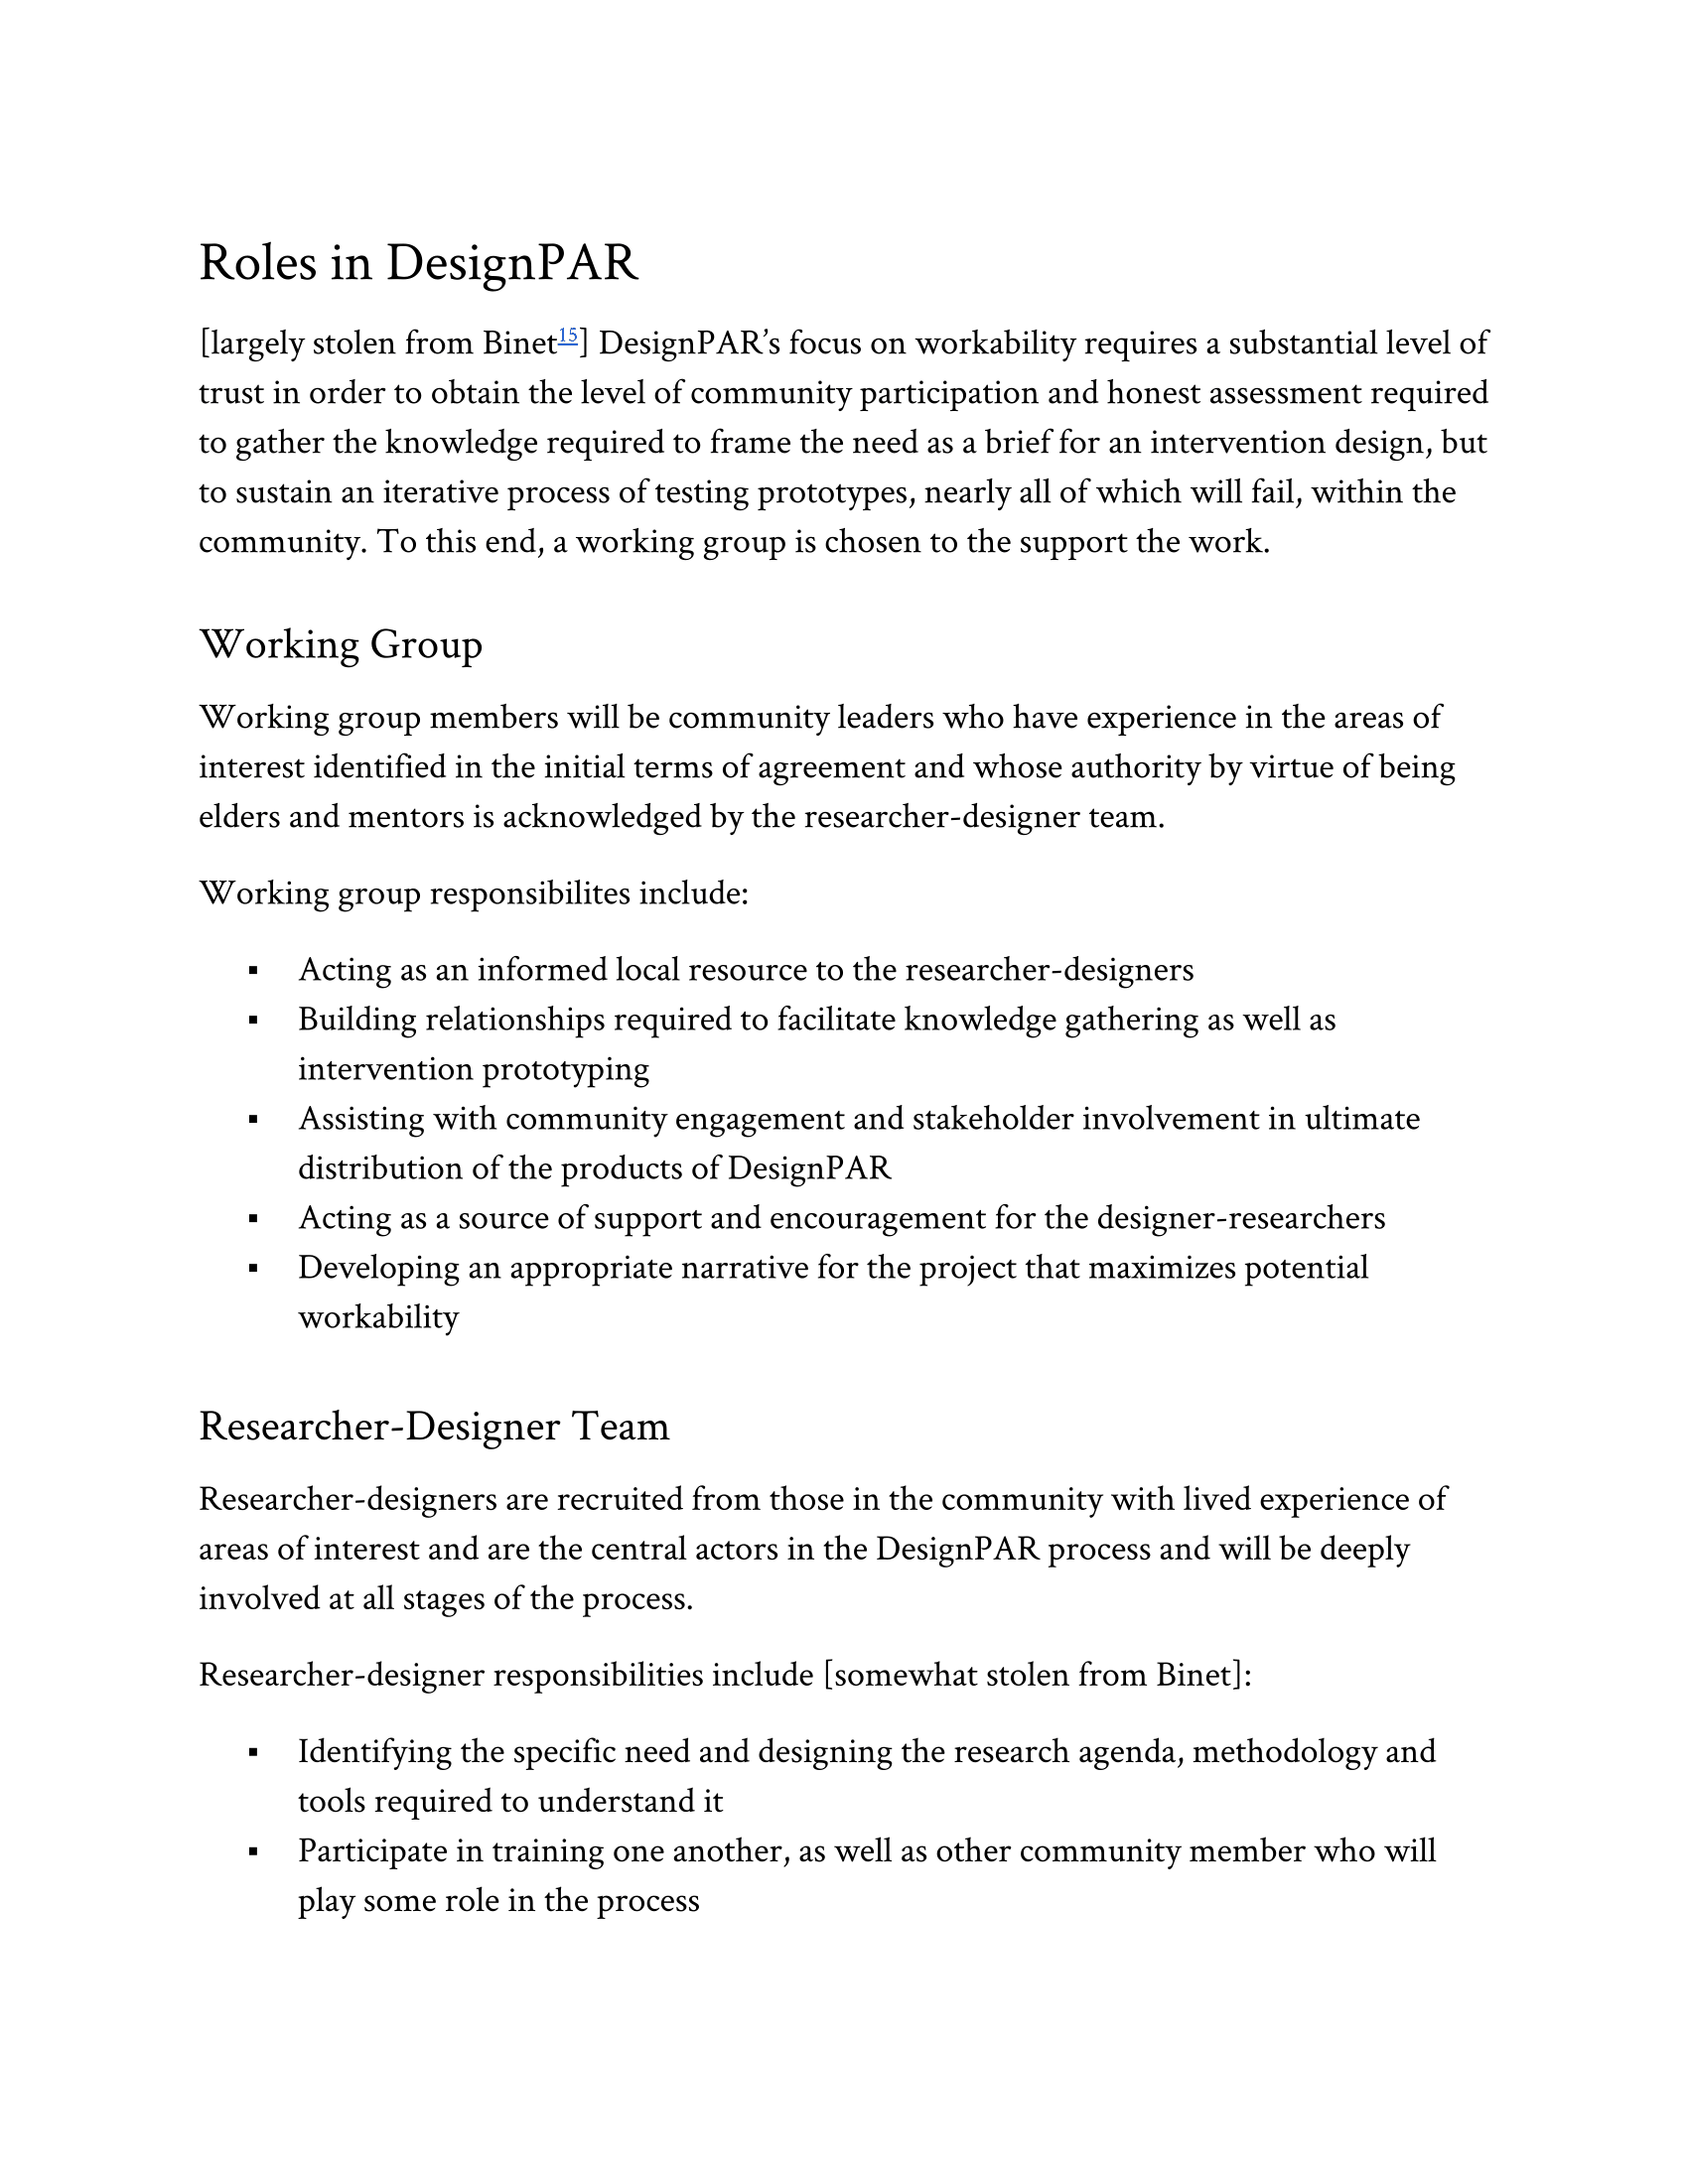 Roles in DesignPAR
[largely stolen from Binet15] DesignPAR’s focus on workability requires a substantial level of
trust in order to obtain the level of community participation and honest assessment required
to gather the knowledge required to frame the need as a brief for an intervention design, but
to sustain an iterative process of testing prototypes, nearly all of which will fail, within the
community. To this end, a working group is chosen to the support the work.
Working Group
Working group members will be community leaders who have experience in the areas of
interest identified in the initial terms of agreement and whose authority by virtue of being
elders and mentors is acknowledged by the researcher-designer team.
Working group responsibilites include:
▪ Acting as an informed local resource to the researcher-designers
▪ Building relationships required to facilitate knowledge gathering as well as
intervention prototyping
▪ Assisting with community engagement and stakeholder involvement in ultimate
distribution of the products of DesignPAR
▪ Acting as a source of support and encouragement for the designer-researchers
▪ Developing an appropriate narrative for the project that maximizes potential
workability
Researcher-Designer Team
Researcher-designers are recruited from those in the community with lived experience of
areas of interest and are the central actors in the DesignPAR process and will be deeply
involved at all stages of the process.
Researcher-designer responsibilities include [somewhat stolen from Binet]:
▪ Identifying the specific need and designing the research agenda, methodology and
tools required to understand it
▪ Participate in training one another, as well as other community member who will
play some role in the process